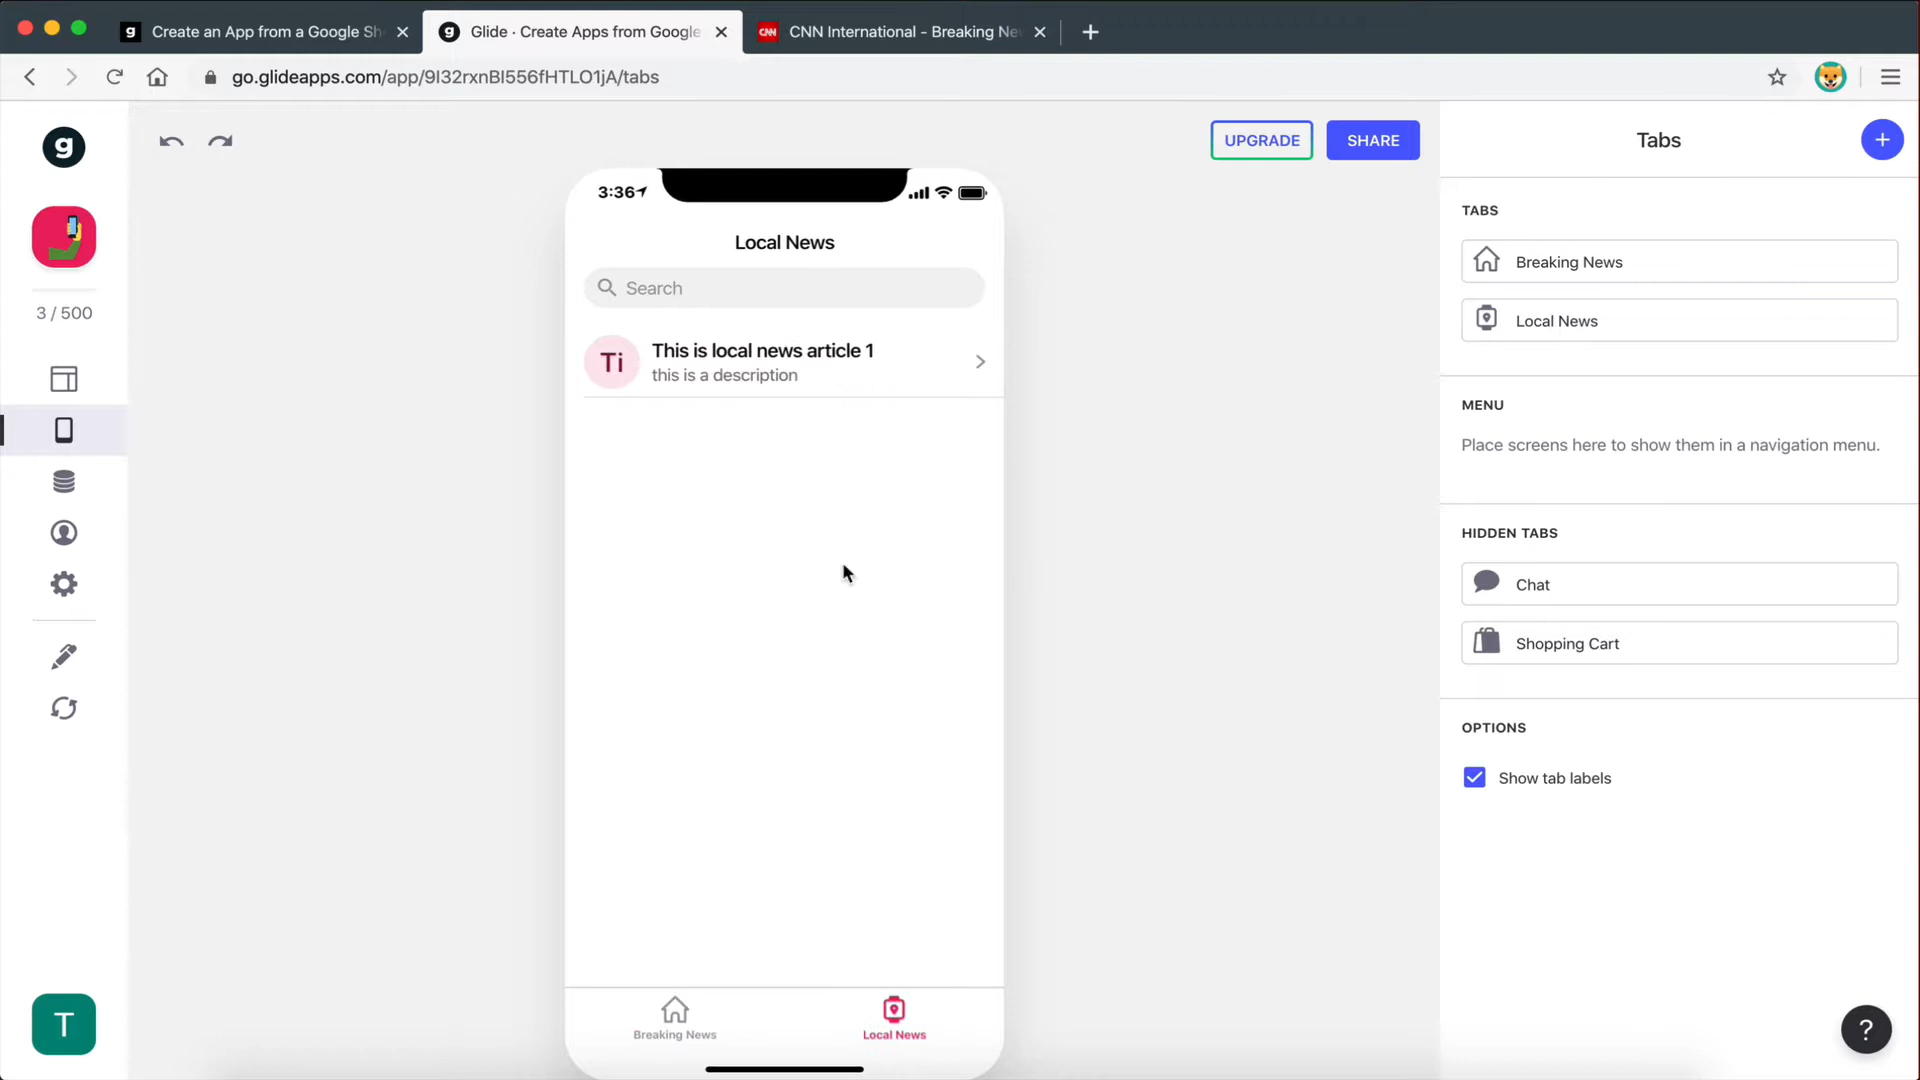 g Create an App from a Google Sh
g Glide · Create Apps from Google
CNN CNN International - Breaking Ne
go.glideapps.com/app/9I32rxnBI556fHTLO1jA/tabs
g
3 / 500
T
UPGRADE
SHARE
3:36
Local News
Search
Ti
This is local news article 1
this is a description
Breaking News
Local News
Tabs
TABS
Breaking News
Local News
MENU
Place screens here to show them in a navigation menu.
HIDDEN TABS
Chat
Shopping Cart
OPTIONS
Show tab labels
?